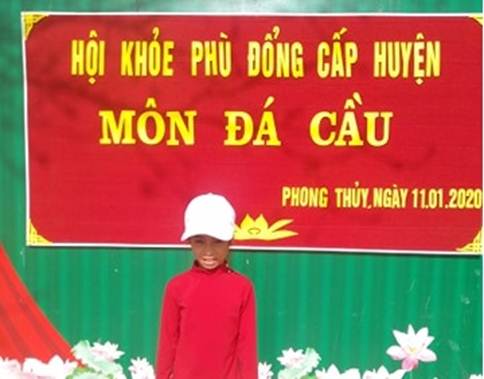 HỘI KHỎE PHÙ ĐỔNG CẤP HUYỆN
MÔN ĐÁ CẦU
PHONG THỦY, NGÀY 11.01.2020